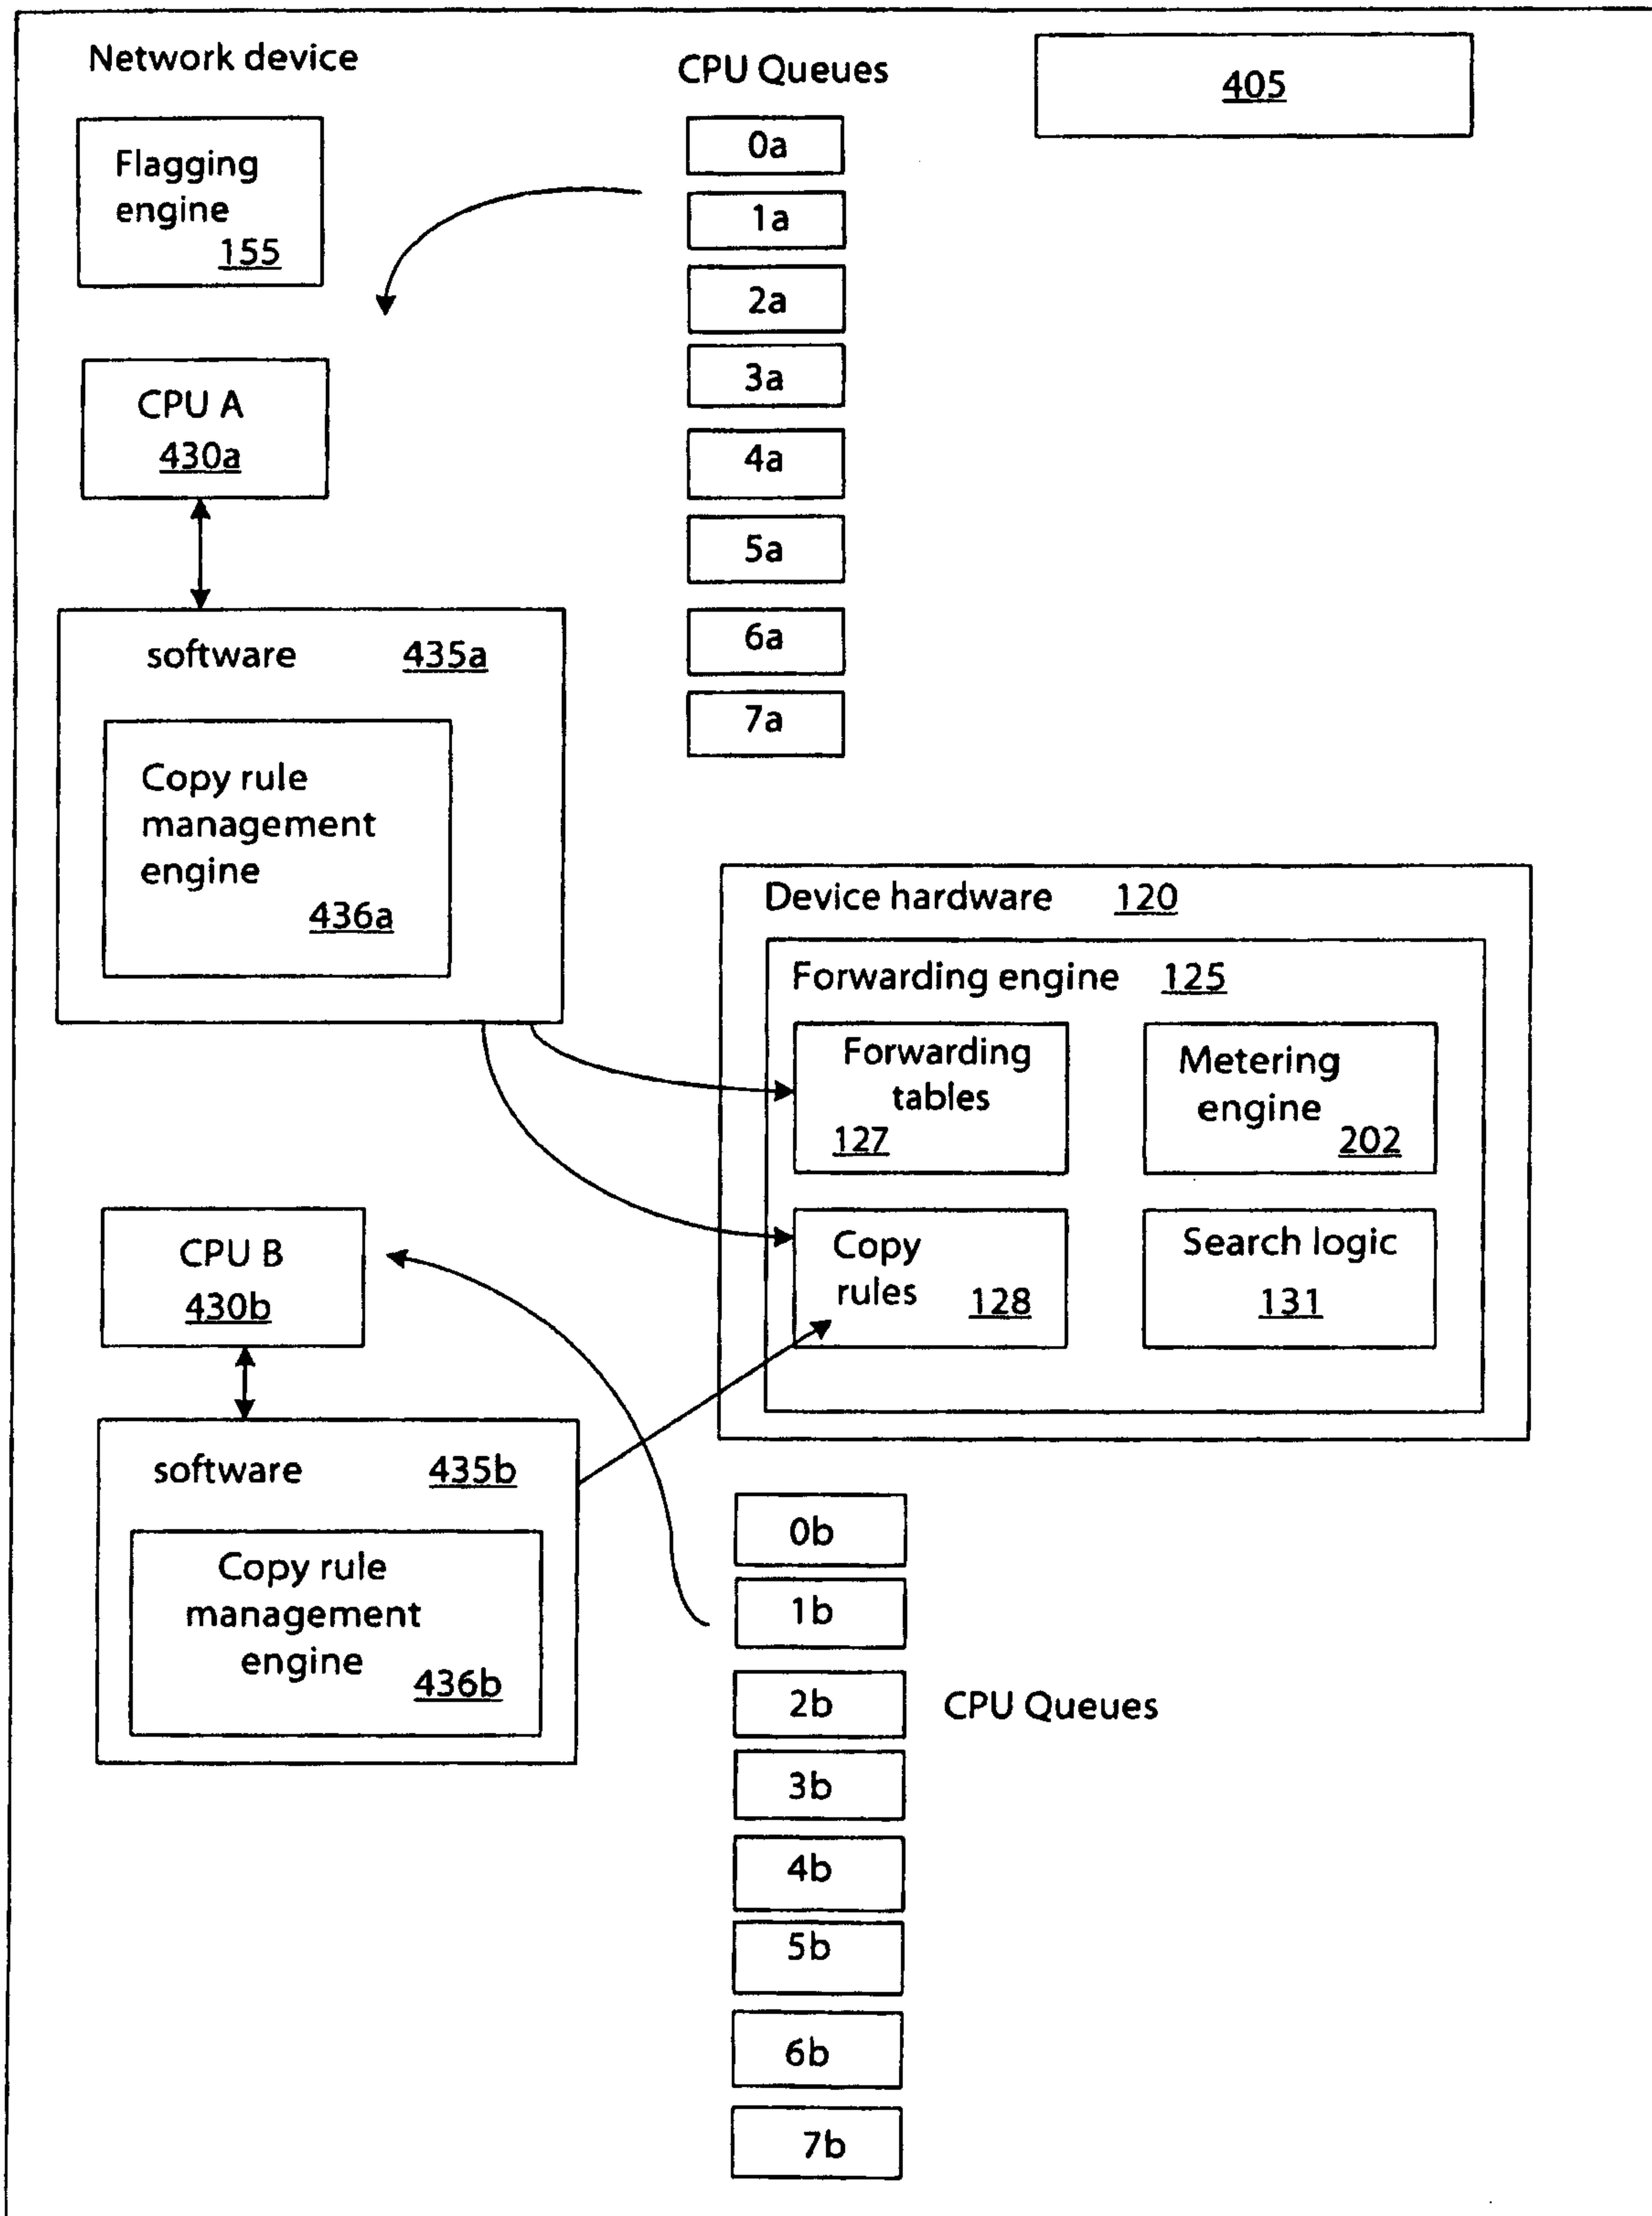 Network device
CPU Queues
405
Flagging
engine
155
0a
1a
2a
3a
4a
5a
6a
7a
CPU A
430a
software 435a
Copy rule
management
engine
436a
Device hardware 120
Forwarding engine 125
Forwarding
tables
127
Metering
engine
202
Copy
rules 128
Search logic
131
CPU B
430b
software 435b
Copy rule
management
engine
436b
0b
1b
2b
CPU Queues
3b
4b
5b
6b
7b